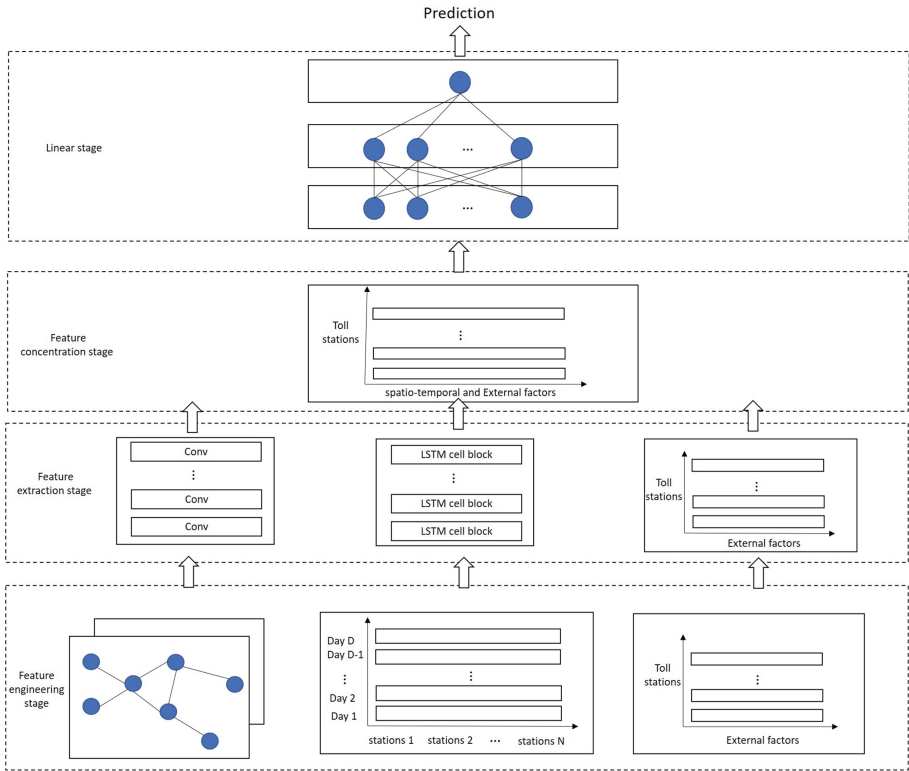 Prediction
Linear stage
...
Feature
concentration stage
Toll
stations
...
spatio-temporal and External factors
Feature
extraction stage
Conv
...
Conv
Conv
LSTM cell block
...
LSTM cell block
LSTM cell block
Toll
stations
...
External factors
Feature
engineering
stage
Day D
Day D-1
...
Day 2
Day 1
stations 1 stations 2 ... stations N
Toll
stations
...
External factors